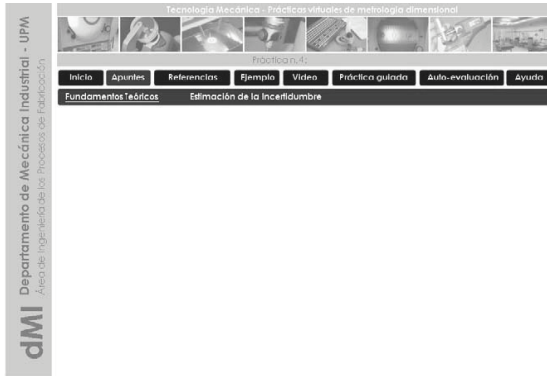 Tecnología Mecánica - Prácticas virtuales de metrología dimensional
Práctica n.4:
Inicio Apuntes Referencias Ejemplo Video Práctica guiada Auto-evaluación Ayuda
Fundamentos Teóricos Estimación de la Incertidumbre
dMI Departamento de Mecánica Industrial - UPM
Área de Ingeniería de los Procesos de Fabricación